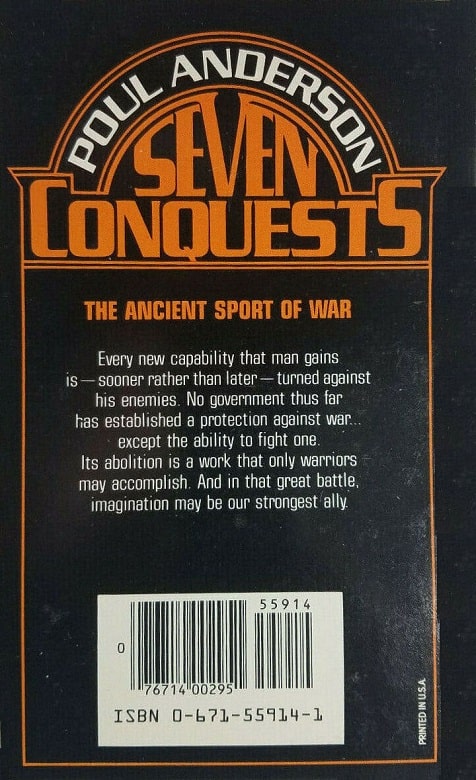 POUL ANDERSON
SEVEN
CONQUESTS
THE ANCIENT SPORT OF WAR
Every new capability that man gains
is — sooner rather than later — turned against
his enemies. No government thus far
has established a protection against war...
except the ability to fight one.
Its abolition is a work that only warriors
may accomplish. And in that great battle,
imagination may be our strongest ally.
55914
0
76714 00295
ISBN 0-671-55914-1
PRINTED IN U.S.A.